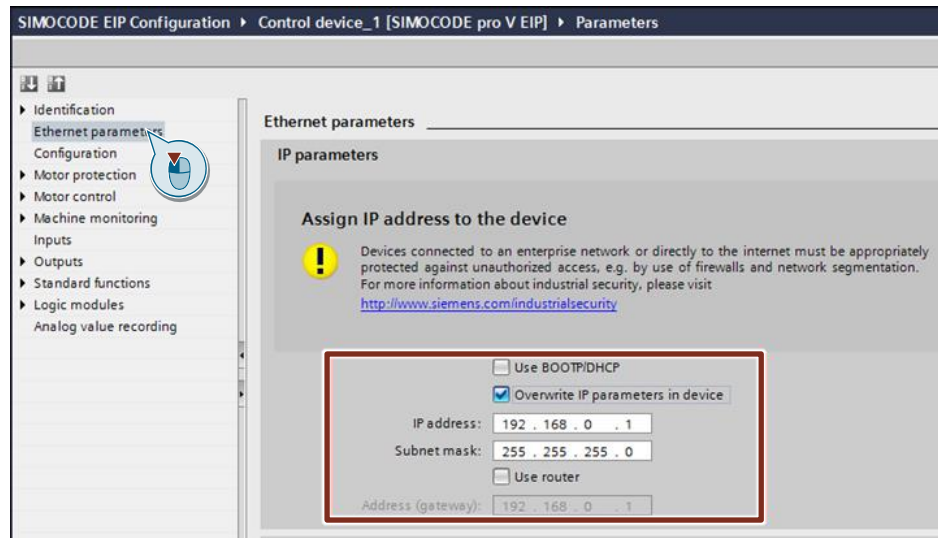 SIMOCODE EIP Configuration ▸ Control device_1 [SIMOCODE pro V EIP] ▸ Parameters
Identification
Ethernet parameters
Configuration
Motor protection
Motor control
Machine monitoring
Inputs
Outputs
Standard functions
Logic modules
Analog value recording
Ethernet parameters
IP parameters
Assign IP address to the device
Devices connected to an enterprise network or directly to the internet must be appropriately
protected against unauthorized access, e.g. by use of firewalls and network segmentation.
For more information about industrial security, please visit
http://www.siemens.com/industrialsecurity
Use BOOTP/DHCP
Overwrite IP parameters in device
IP address: 192 . 168 . 0 . 1
Subnet mask: 255 . 255 . 255 . 0
Use router
Address (gateway): 192 . 168 . 0 . 1